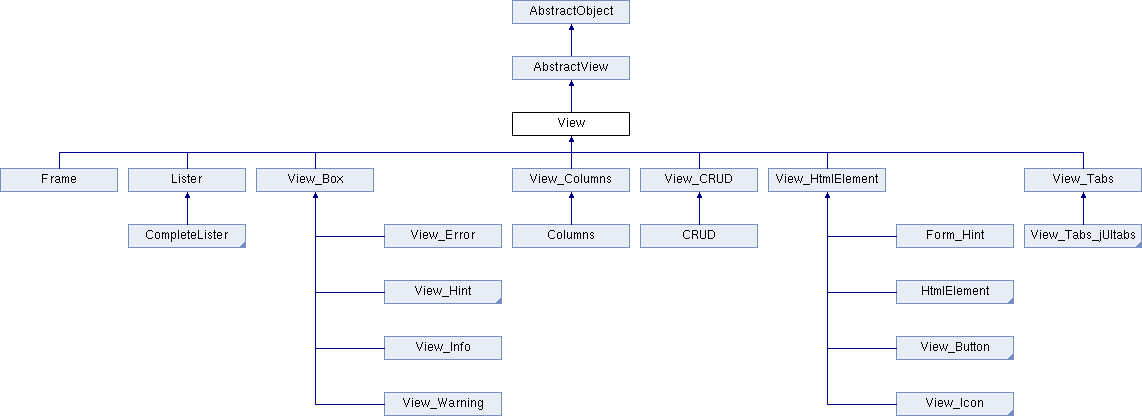 AbstractObject
AbstractView
View
Frame
Lister
View_Box
View_Columns
View_CRUD
View_HtmlElement
View_Tabs
CompleteLister
View_Error
Columns
CRUD
Form_Hint
View_Tabs_jUItabs
View_Hint
HtmlElement
View_Info
View_Button
View_Warning
View_Icon